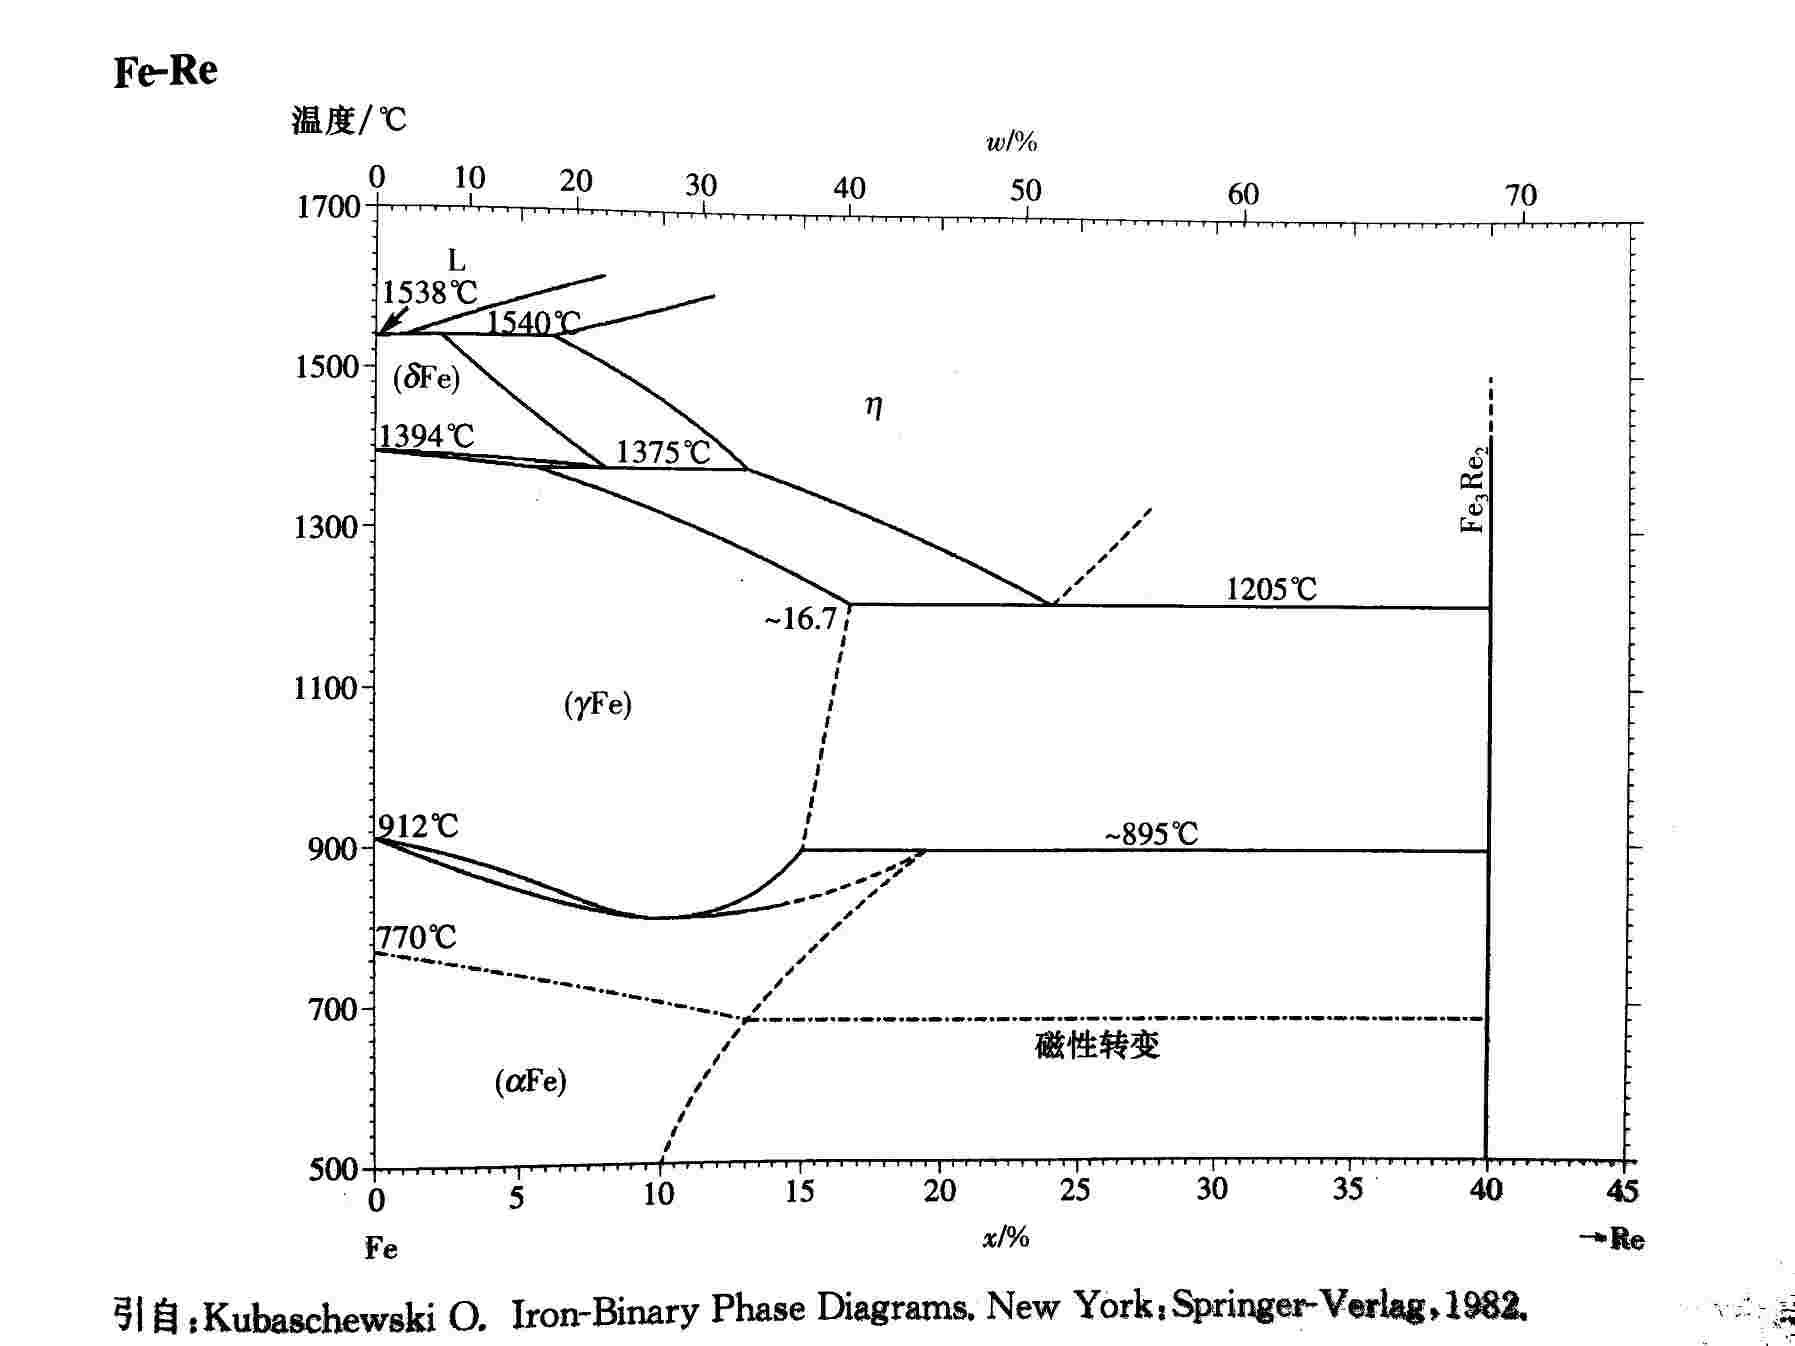 Fe-Re
温度/℃
w/%
0 10 20 30 40 50 60 70
1700
L
1538℃
1540℃
1500
(δFe)
η
1394℃
1375℃
Fe₃Re₂
1300
1205℃
~16.7
1100
(γFe)
912℃
~895℃
900
770℃
700
磁性转变
(αFe)
500
0 5 10 15 20 25 30 35 40 45
Fe
x/%
→Re
引自:Kubaschewski O. Iron-Binary Phase Diagrams. New York:Springer-Verlag,1982.